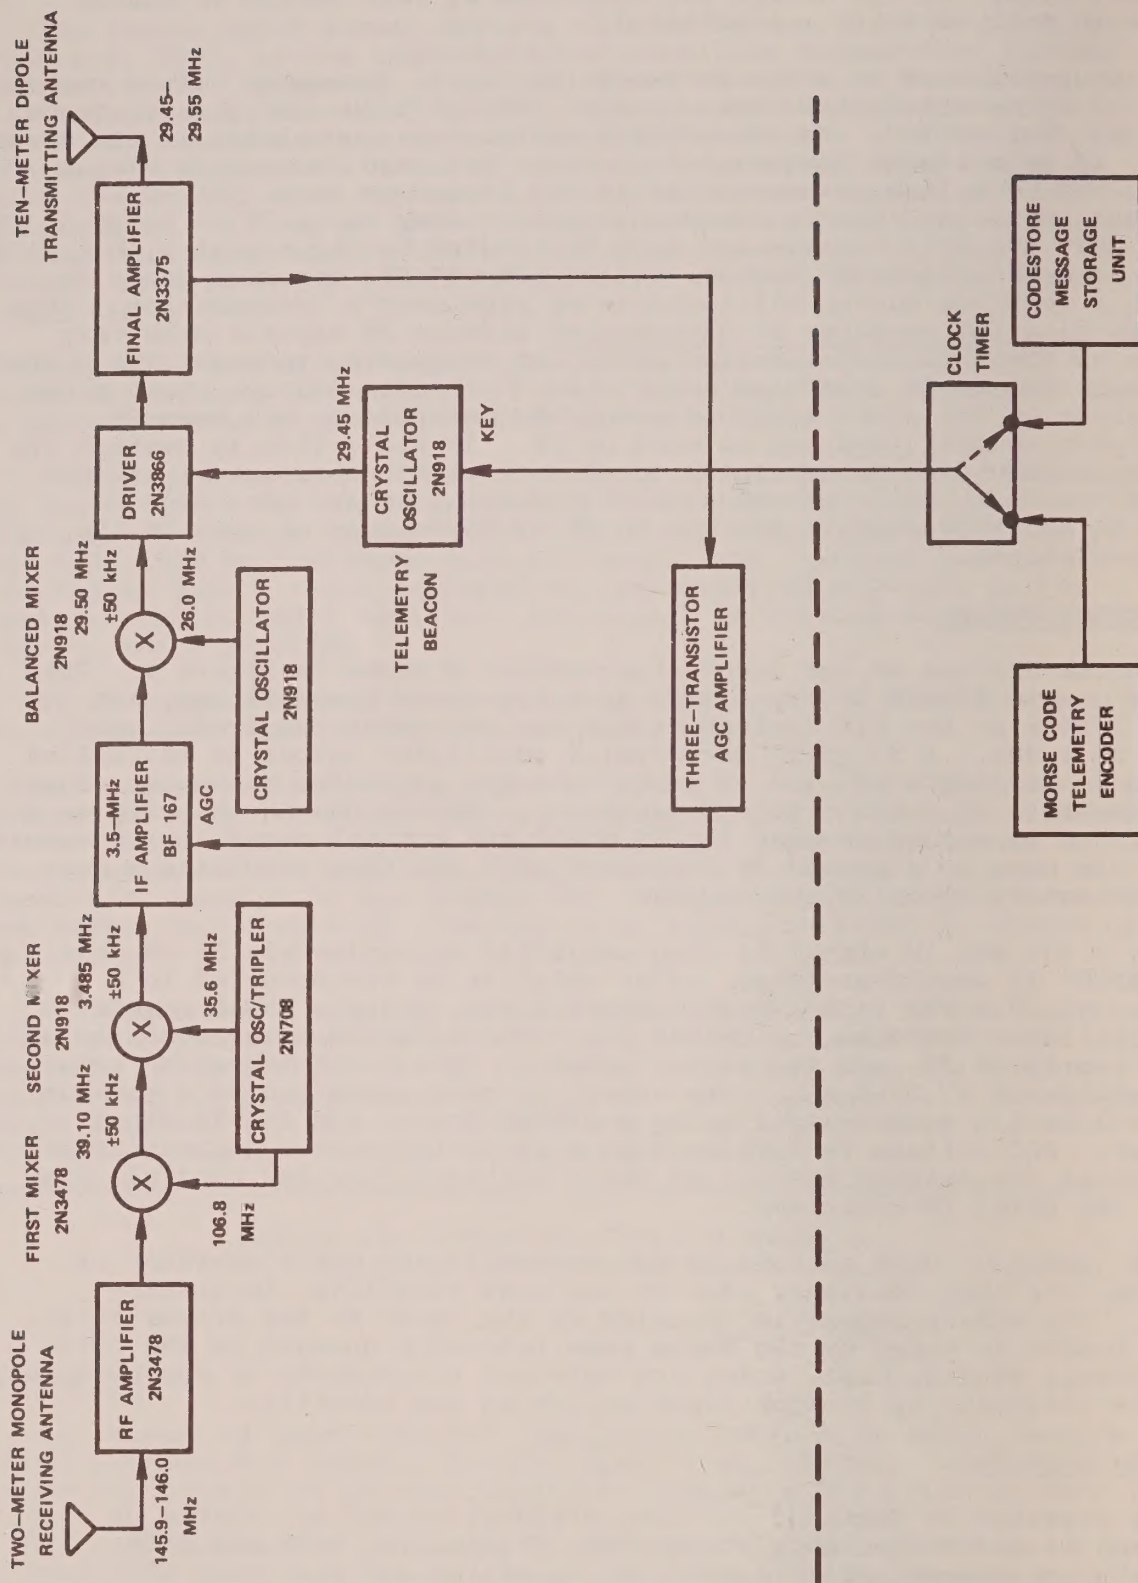 TWO–METER MONOPOLE
RECEIVING ANTENNA
145.9–146.0
MHz
RF AMPLIFIER
2N3478
FIRST MIXER
2N3478
106.8
MHz
39.10 MHz
±50 kHz
SECOND MIXER
2N918
35.6 MHz
CRYSTAL OSC/TRIPLER
2N708
3.485 MHz
±50 kHz
3.5–MHz
IF AMPLIFIER
BF 167
AGC
BALANCED MIXER
2N918
29.50 MHz
±50 kHz
26.0 MHz
CRYSTAL OSCILLATOR
2N918
DRIVER
2N3866
29.45 MHz
CRYSTAL
OSCILLATOR
2N918
KEY
TELEMETRY
BEACON
FINAL AMPLIFIER
2N3375
TEN–METER DIPOLE
TRANSMITTING ANTENNA
29.45–
29.55 MHz
THREE–TRANSISTOR
AGC AMPLIFIER
CLOCK
TIMER
MORSE CODE
TELEMETRY
ENCODER
CODESTORE
MESSAGE
STORAGE
UNIT